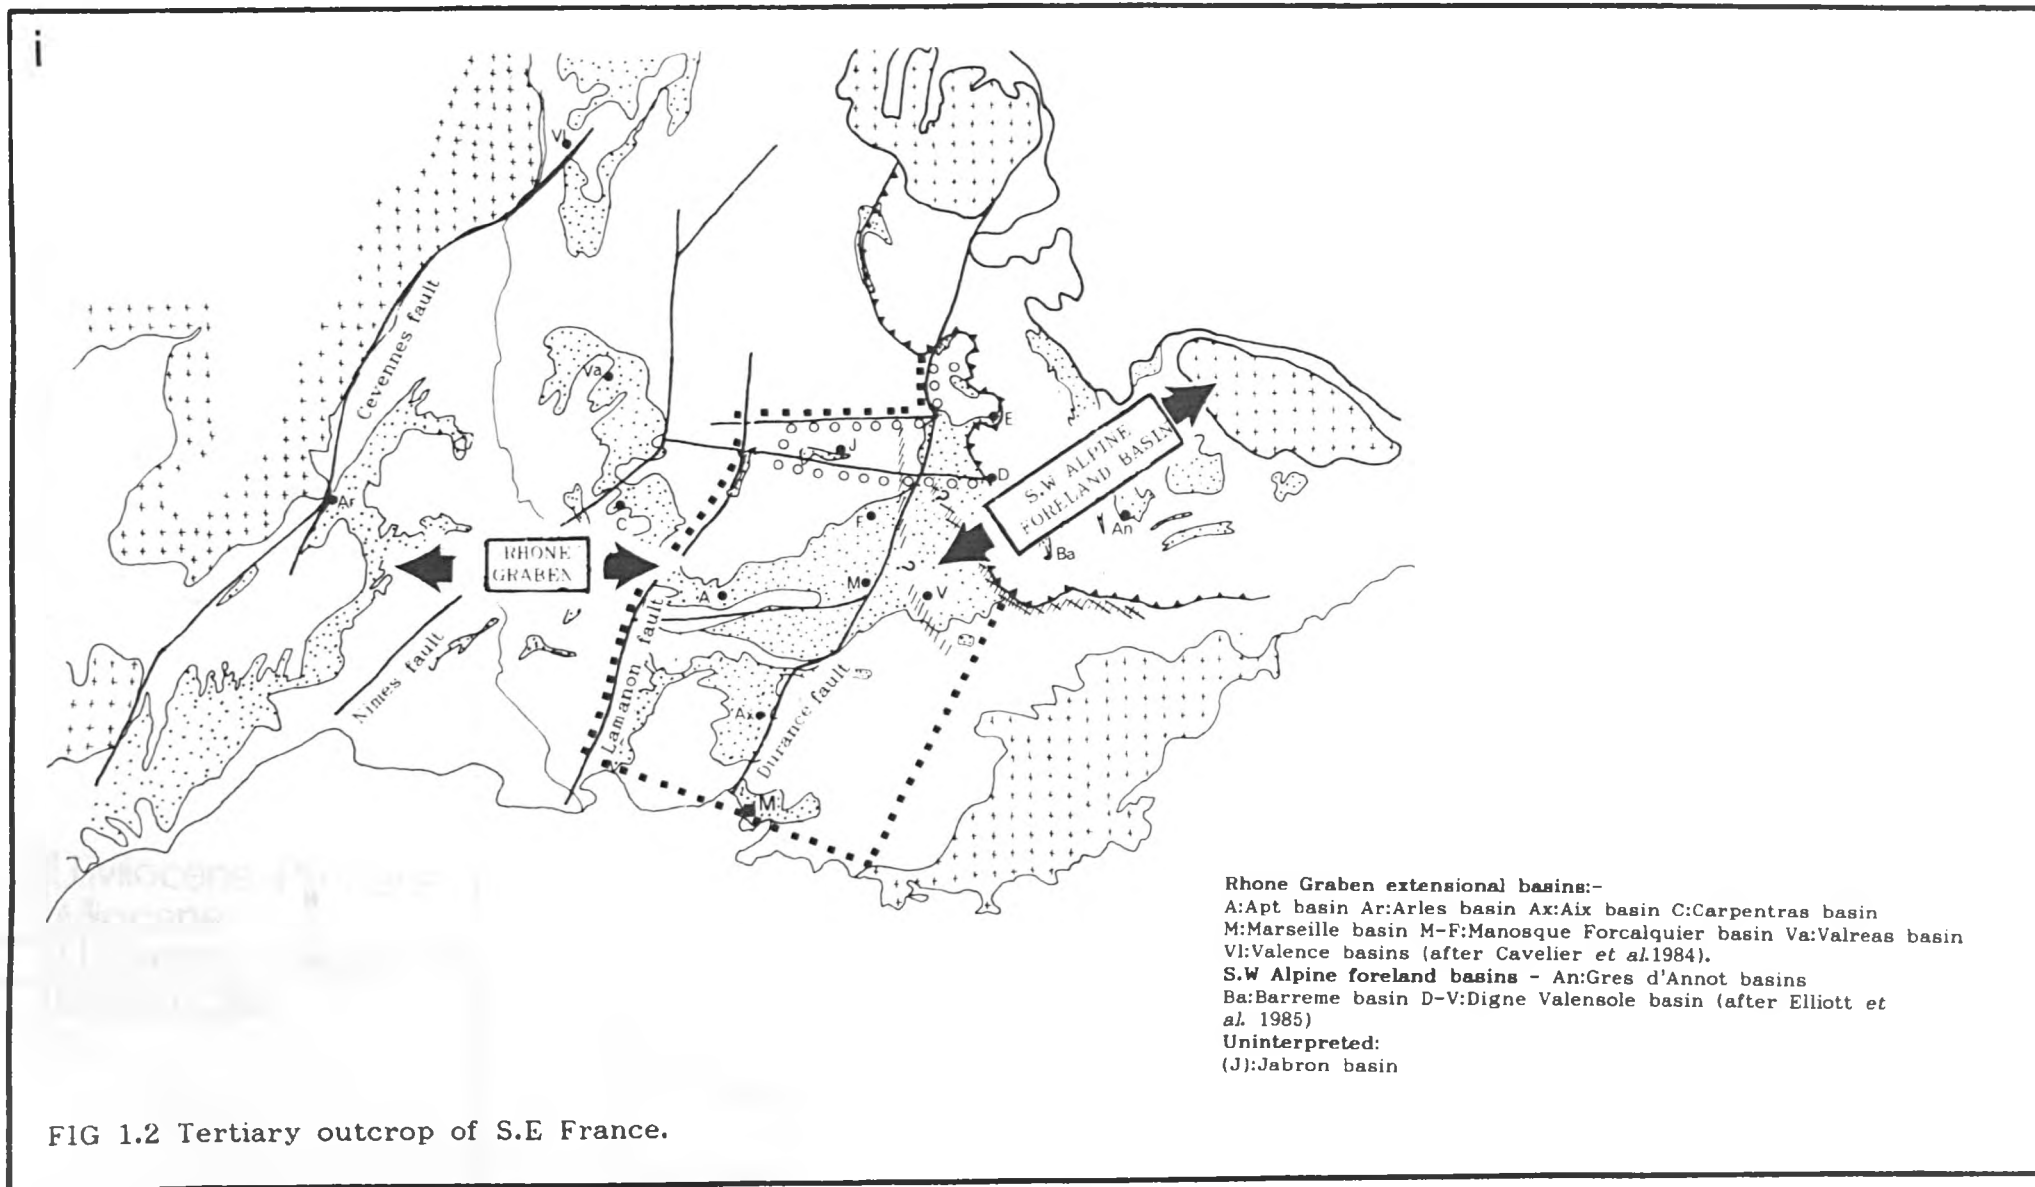 i
Vl
Cevennes fault
Va
J
E
D
S.W ALPINE
FORELAND BASIN
Ar
C
F
?
An
Ba
RHONE
GRABEN
A
M
?
V
Nimes fault
Lamanon fault
Ax
Durance fault
M
Rhone Graben extensional basins:-
A:Apt basin Ar:Arles basin Ax:Aix basin C:Carpentras basin
M:Marseille basin M-F:Manosque Forcalquier basin Va:Valreas basin
Vl:Valence basins (after Cavelier et al.1984).
S.W Alpine foreland basins - An:Gres d'Annot basins
Ba:Barreme basin D-V:Digne Valensole basin (after Elliott et
al. 1985)
Uninterpreted:
(J):Jabron basin
FIG 1.2 Tertiary outcrop of S.E France.